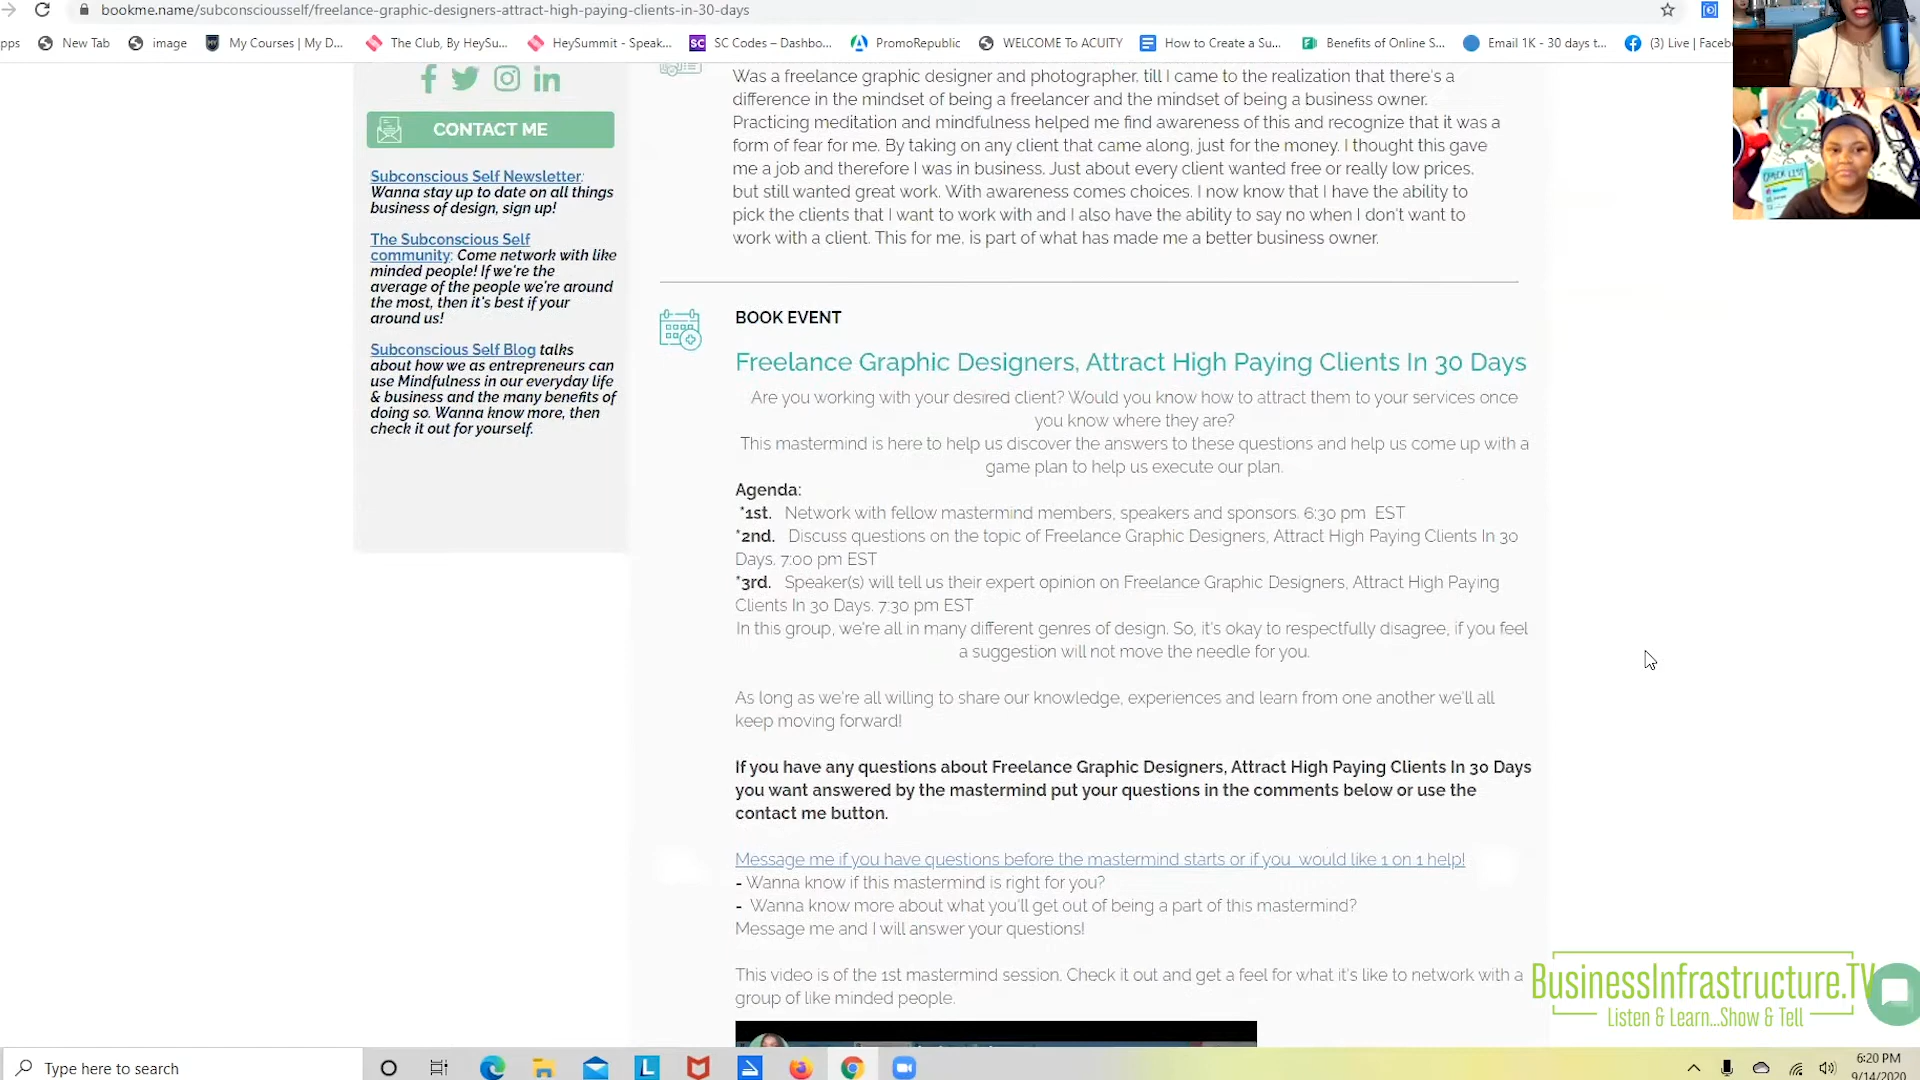 bookme.name/subconsciousself/freelance-graphic-designers-attract-high-paying-clients-in-30-days
pps
New Tab
image
My Courses | My D...
The Club, By HeySu...
HeySummit - Speak...
SC Codes – Dashbo...
PromoRepublic
WELCOME To ACUITY
How to Create a Su...
Benefits of Online S...
Email 1K - 30 days t...
(3) Live | Facebo
CONTACT ME
Subconscious Self Newsletter:
Wanna stay up to date on all things
business of design, sign up!
The Subconscious Self
community: Come network with like
minded people! If we're the
average of the people we're around
the most, then it's best if your
around us!
Subconscious Self Blog talks
about how we as entrepreneurs can
use Mindfulness in our everyday life
& business and the many benefits of
doing so. Wanna know more, then
check it out for yourself.
Was a freelance graphic designer and photographer, till I came to the realization that there's a
difference in the mindset of being a freelancer and the mindset of being a business owner.
Practicing meditation and mindfulness helped me find awareness of this and recognize that it was a
form of fear for me. By taking on any client that came along, just for the money. I thought this gave
me a job and therefore I was in business. Just about every client wanted free or really low prices,
but still wanted great work. With awareness comes choices. I now know that I have the ability to
pick the clients that I want to work with and I also have the ability to say no when I don't want to
work with a client. This for me, is part of what has made me a better business owner.
BOOK EVENT
Freelance Graphic Designers, Attract High Paying Clients In 30 Days
Are you working with your desired client? Would you know how to attract them to your services once
you know where they are?
This mastermind is here to help us discover the answers to these questions and help us come up with a
game plan to help us execute our plan.
Agenda:
*1st. Network with fellow mastermind members, speakers and sponsors. 6:30 pm EST
*2nd. Discuss questions on the topic of Freelance Graphic Designers, Attract High Paying Clients In 30
Days. 7:00 pm EST
*3rd. Speaker(s) will tell us their expert opinion on Freelance Graphic Designers, Attract High Paying
Clients In 30 Days. 7:30 pm EST
In this group, we're all in many different genres of design. So, it's okay to respectfully disagree, if you feel
a suggestion will not move the needle for you.
As long as we're all willing to share our knowledge, experiences and learn from one another we'll all
keep moving forward!
If you have any questions about Freelance Graphic Designers, Attract High Paying Clients In 30 Days
you want answered by the mastermind put your questions in the comments below or use the
contact me button.
Message me if you have questions before the mastermind starts or if you would like 1 on 1 help!
- Wanna know if this mastermind is right for you?
- Wanna know more about what you'll get out of being a part of this mastermind?
Message me and I will answer your questions!
This video is of the 1st mastermind session. Check it out and get a feel for what it's like to network with a
group of like minded people.
BusinessInfrastructure.TV
Listen & Learn...Show & Tell
Type here to search
6:20 PM
9/14/2020